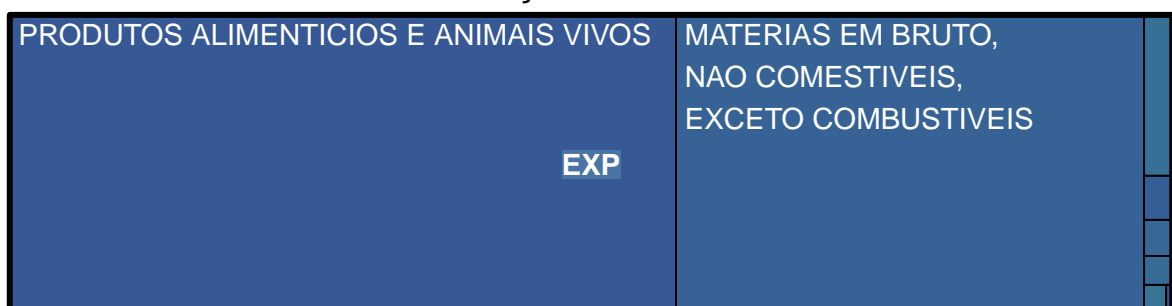 PRODUTOS ALIMENTICIOS E ANIMAIS VIVOS
MATERIAS EM BRUTO,
NAO COMESTIVEIS,
EXCETO COMBUSTIVEIS
EXP